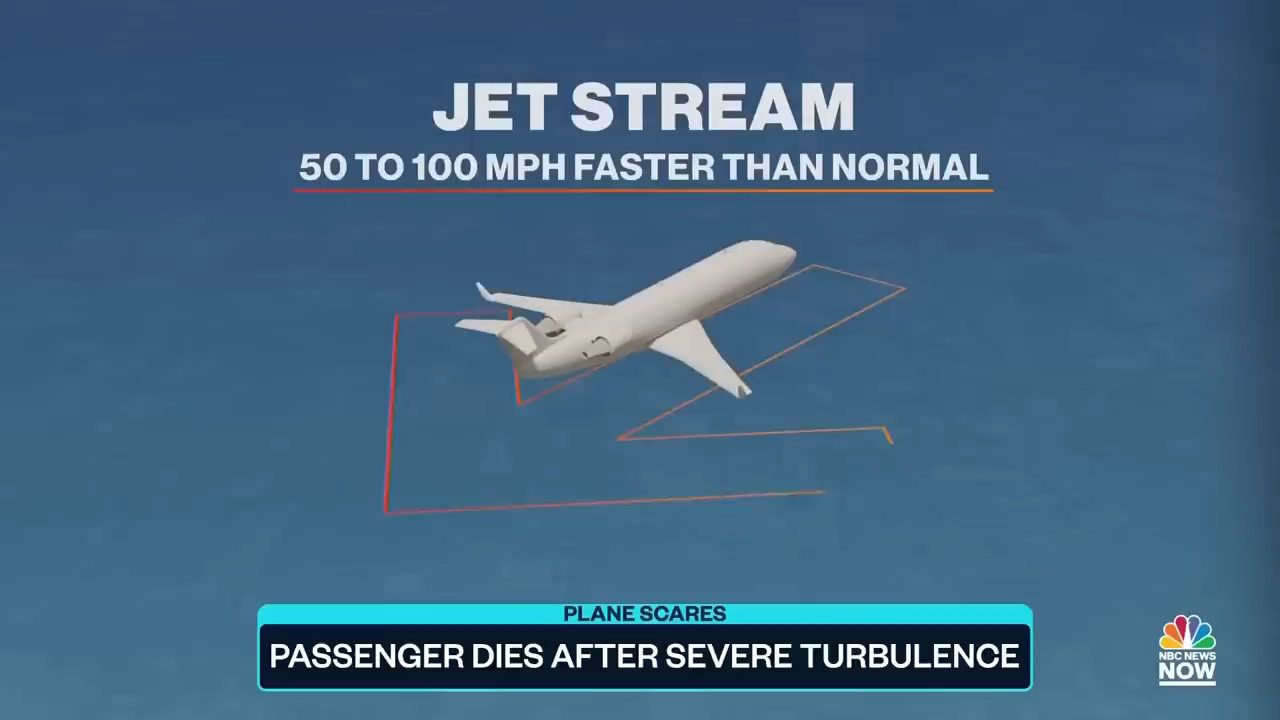 JET STREAM
50 TO 100 MPH FASTER THAN NORMAL
PLANE SCARES
PASSENGER DIES AFTER SEVERE TURBULENCE
NBC NEWS
NOW